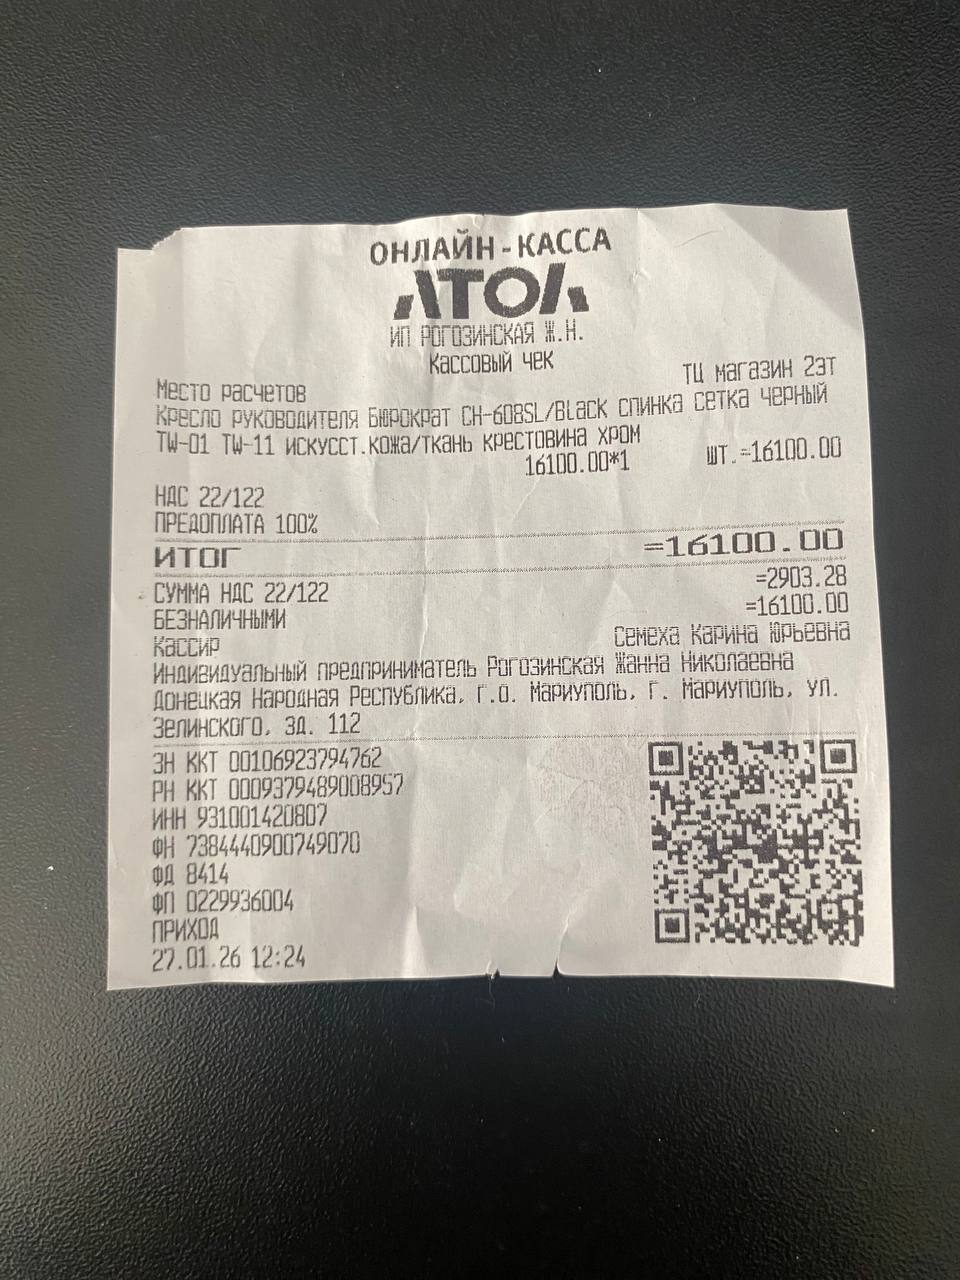 ОНЛАЙН-КАССА
АТОЛ
ИП РОГОЗИНСКАЯ Ж.Н.
Кассовый чек
Место расчетов ТЦ магазин 2эт
Кресло руководителя Бюрократ CH-608SL/Black спинка сетка черный
TW-01 TW-11 искусст.кожа/ткань крестовина хром
16100.00*1 шт.=16100.00
НДС 22/122
ПРЕДОПЛАТА 100%
ИТОГ =16100.00
СУММА НДС 22/122 =2903.28
БЕЗНАЛИЧНЫМИ =16100.00
Кассир Семеха Карина Юрьевна
Индивидуальный предприниматель Рогозинская Жанна Николаевна
Донецкая Народная Республика, г.о. Мариуполь, г. Мариуполь, ул.
Зелинского, зд. 112
ЗН ККТ 00106923794762
РН ККТ 0009379489008957
ИНН 931001420807
ФН 7384440900749070
ФД 8414
ФП 0229936004
ПРИХОД
27.01.26 12:24